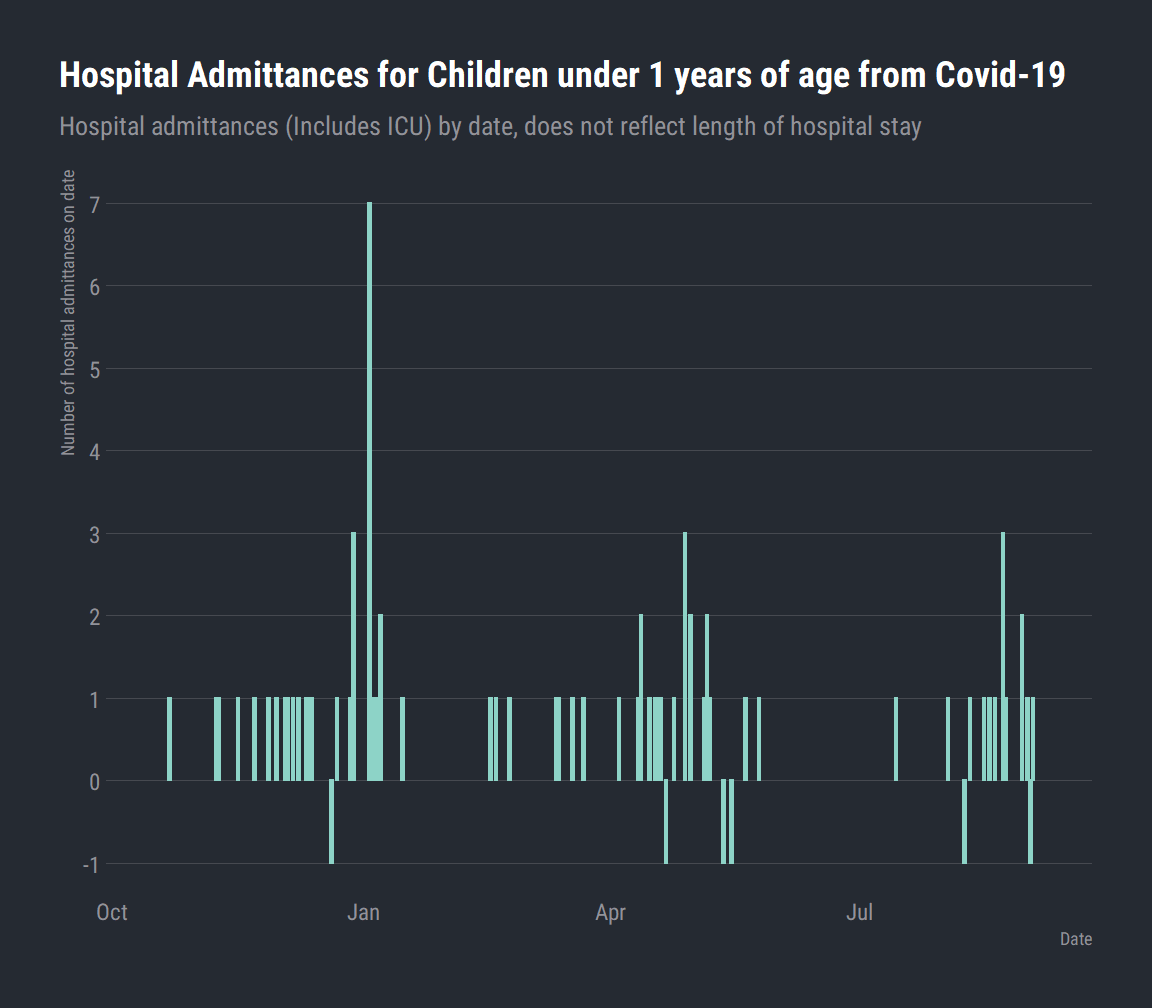 Hospital Admittances for Children under 1 years of age from Covid-19
Hospital admittances (Includes ICU) by date, does not reflect length of hospital stay
Number of hospital admittances on date
7
6
5
4
3
2
1
0
-1
Oct Jan Apr Jul
Date